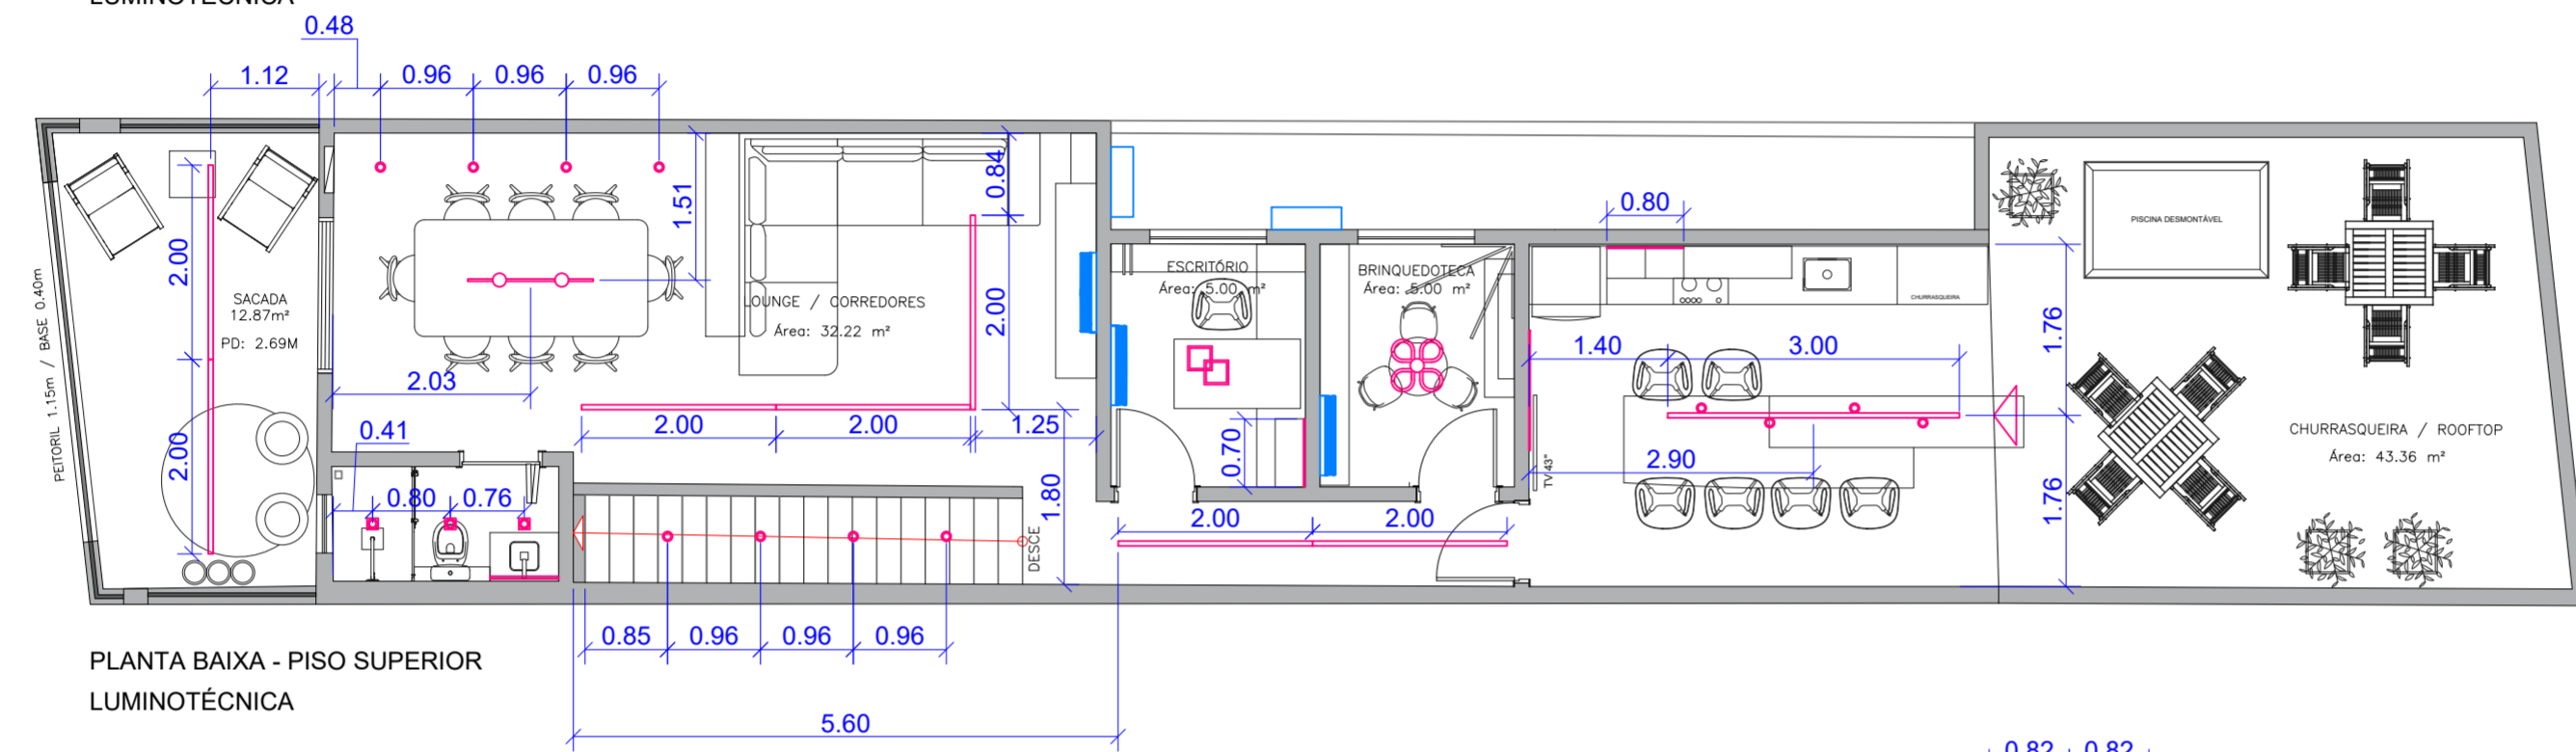 LUMINOTÉCNICA
0.48
1.12
0.96
0.96
0.96
2.00
2.00
PEITORIL 1.15m / BASE 0.40m
SACADA
12.87m²
PD: 2.69M
1.51
0.84
2.00
LOUNGE / CORREDORES
Área: 32.22 m²
2.03
2.00
2.00
1.25
0.41
0.80
0.76
1.80
DESCE
ESCRITÓRIO
Área: 5.00 m²
0.70
BRINQUEDOTECA
Área: 5.00 m²
2.00
2.00
0.80
CHURRASQUEIRA
1.40
3.00
2.90
TV 43"
1.76
1.76
PISCINA DESMONTÁVEL
CHURRASQUEIRA / ROOFTOP
Área: 43.36 m²
0.85
0.96
0.96
0.96
5.60
PLANTA BAIXA - PISO SUPERIOR
LUMINOTÉCNICA
0.82
0.82